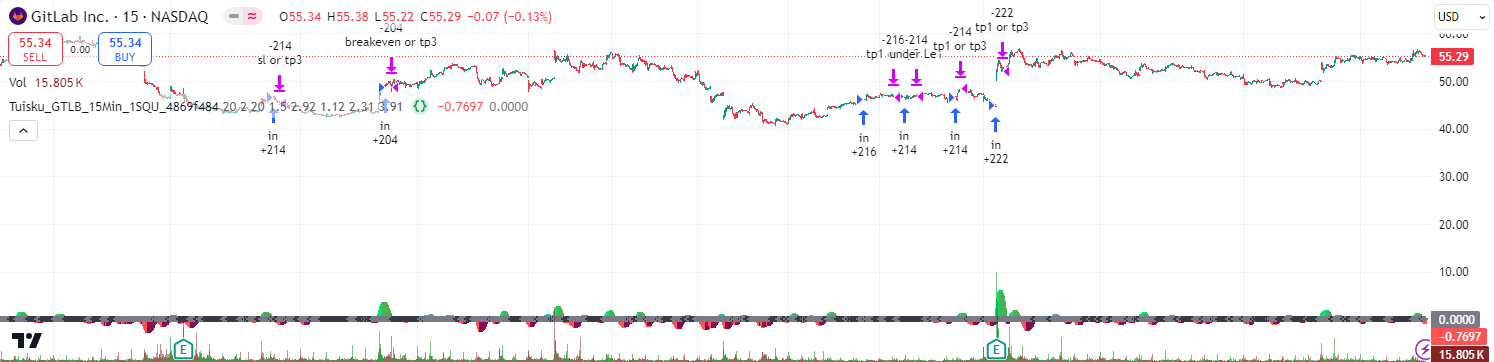 GitLab Inc. · 15 · NASDAQ
O55.34 H55.38 L55.22 C55.29 −0.07 (−0.13%)
USD
55.34
SELL
0.00
55.34
BUY
Vol 15.805 K
Tuisku_GTLB_15Min_1SQU_4869f484 20 2.20 1.5 2.92 1.12 2.31 3.91 −0.7697 0.0000
-214
sl or tp3
in
+214
-204
breakeven or tp3
in
+204
-216
-214
tp1 under Le
in
+216
in
+214
-214
tp1 or tp3
in
+214
-222
tp1 or tp3
in
+222
60.00
55.29
50.00
40.00
30.00
20.00
10.00
0.0000
−0.7697
15.805 K
E
E